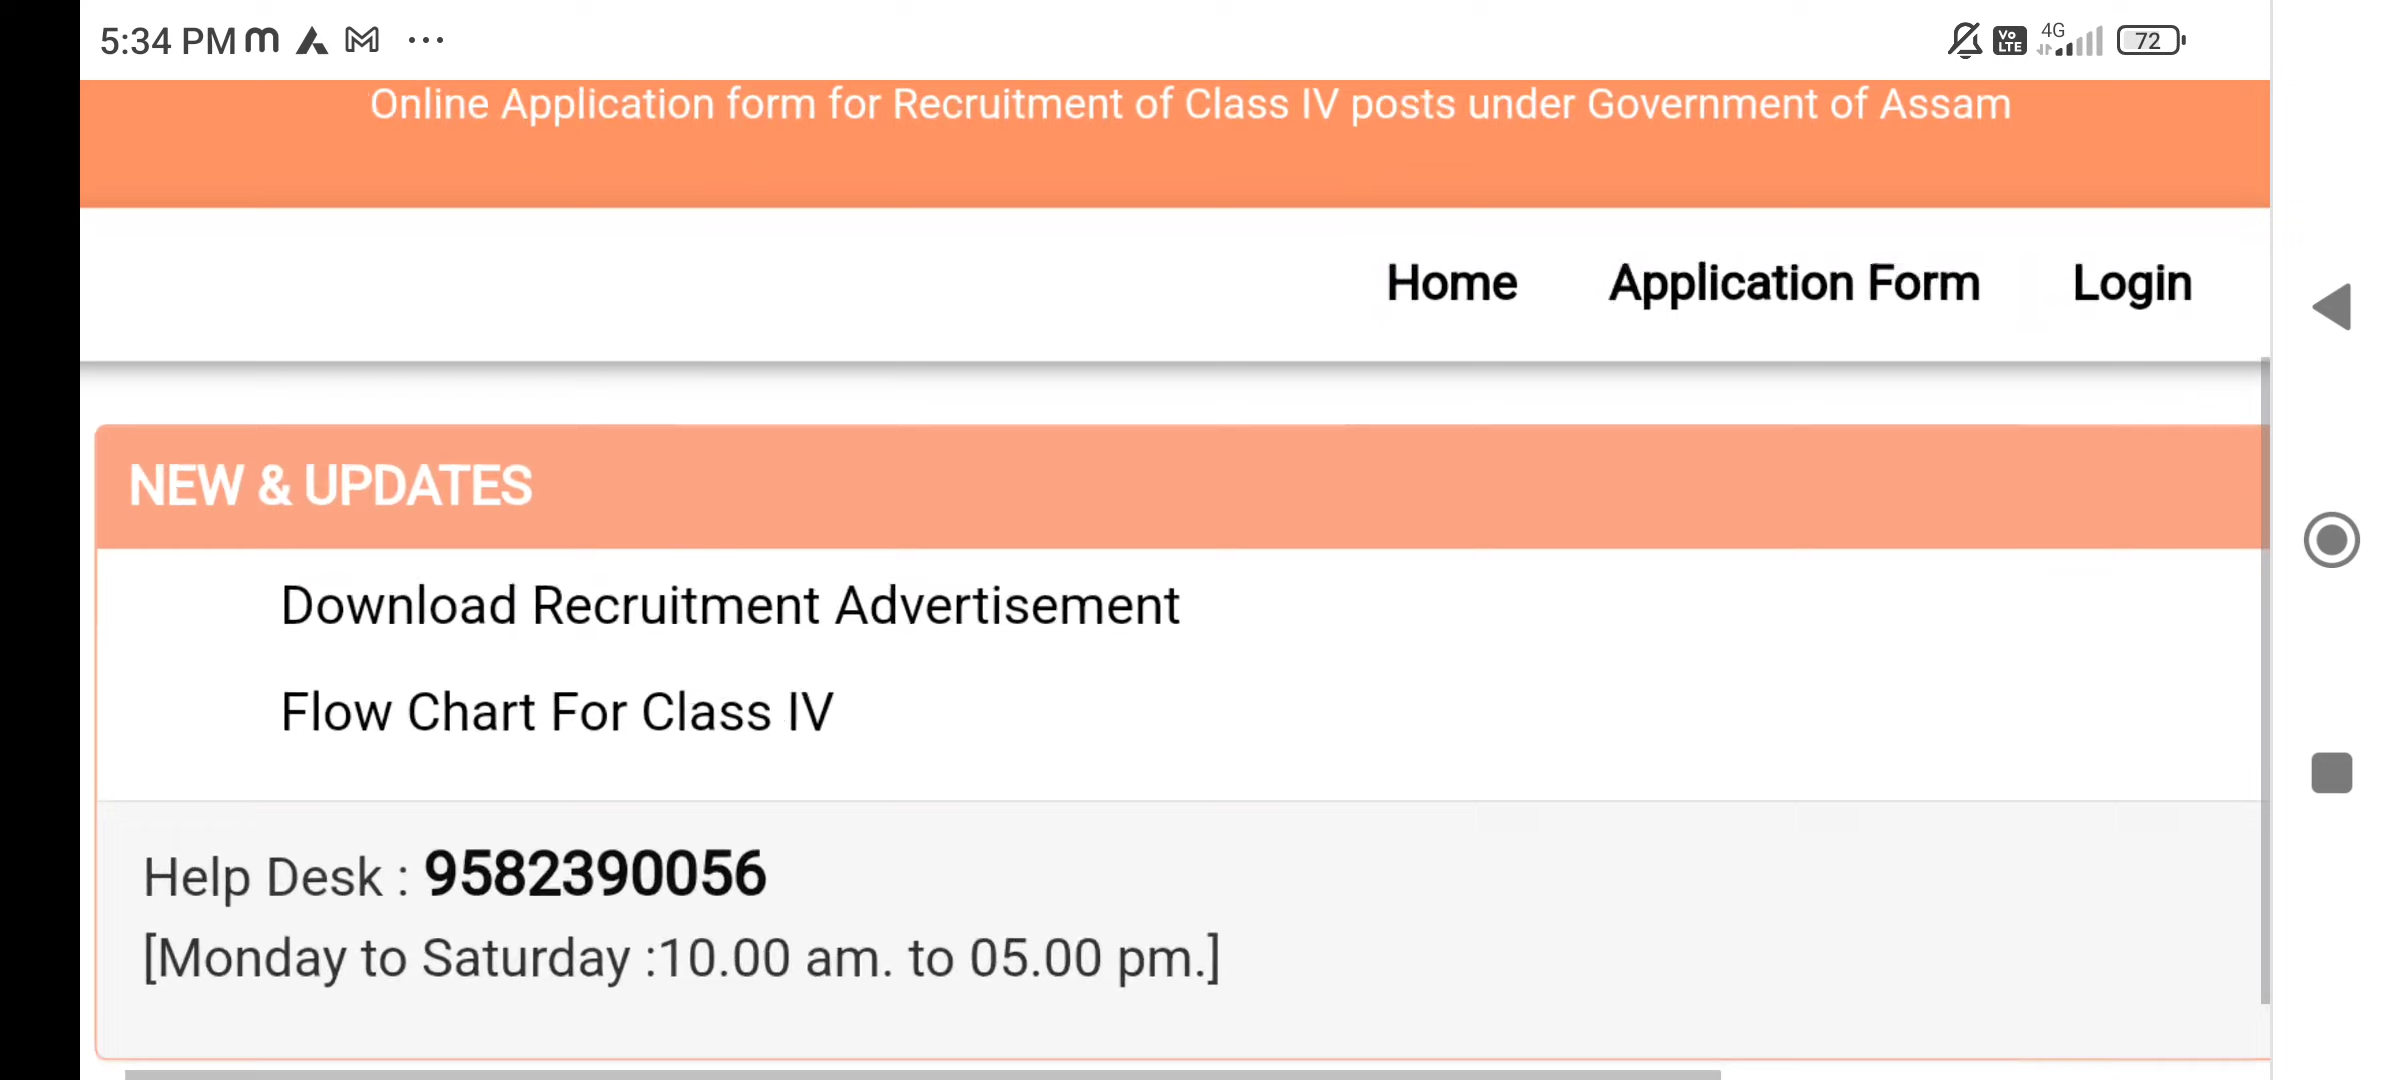 5:34 PM
4G
Vo
LTE
72
Online Application form for Recruitment of Class IV posts under Government of Assam
Home Application Form Login
NEW & UPDATES
Download Recruitment Advertisement
Flow Chart For Class IV
Help Desk : 9582390056
[Monday to Saturday :10.00 am. to 05.00 pm.]